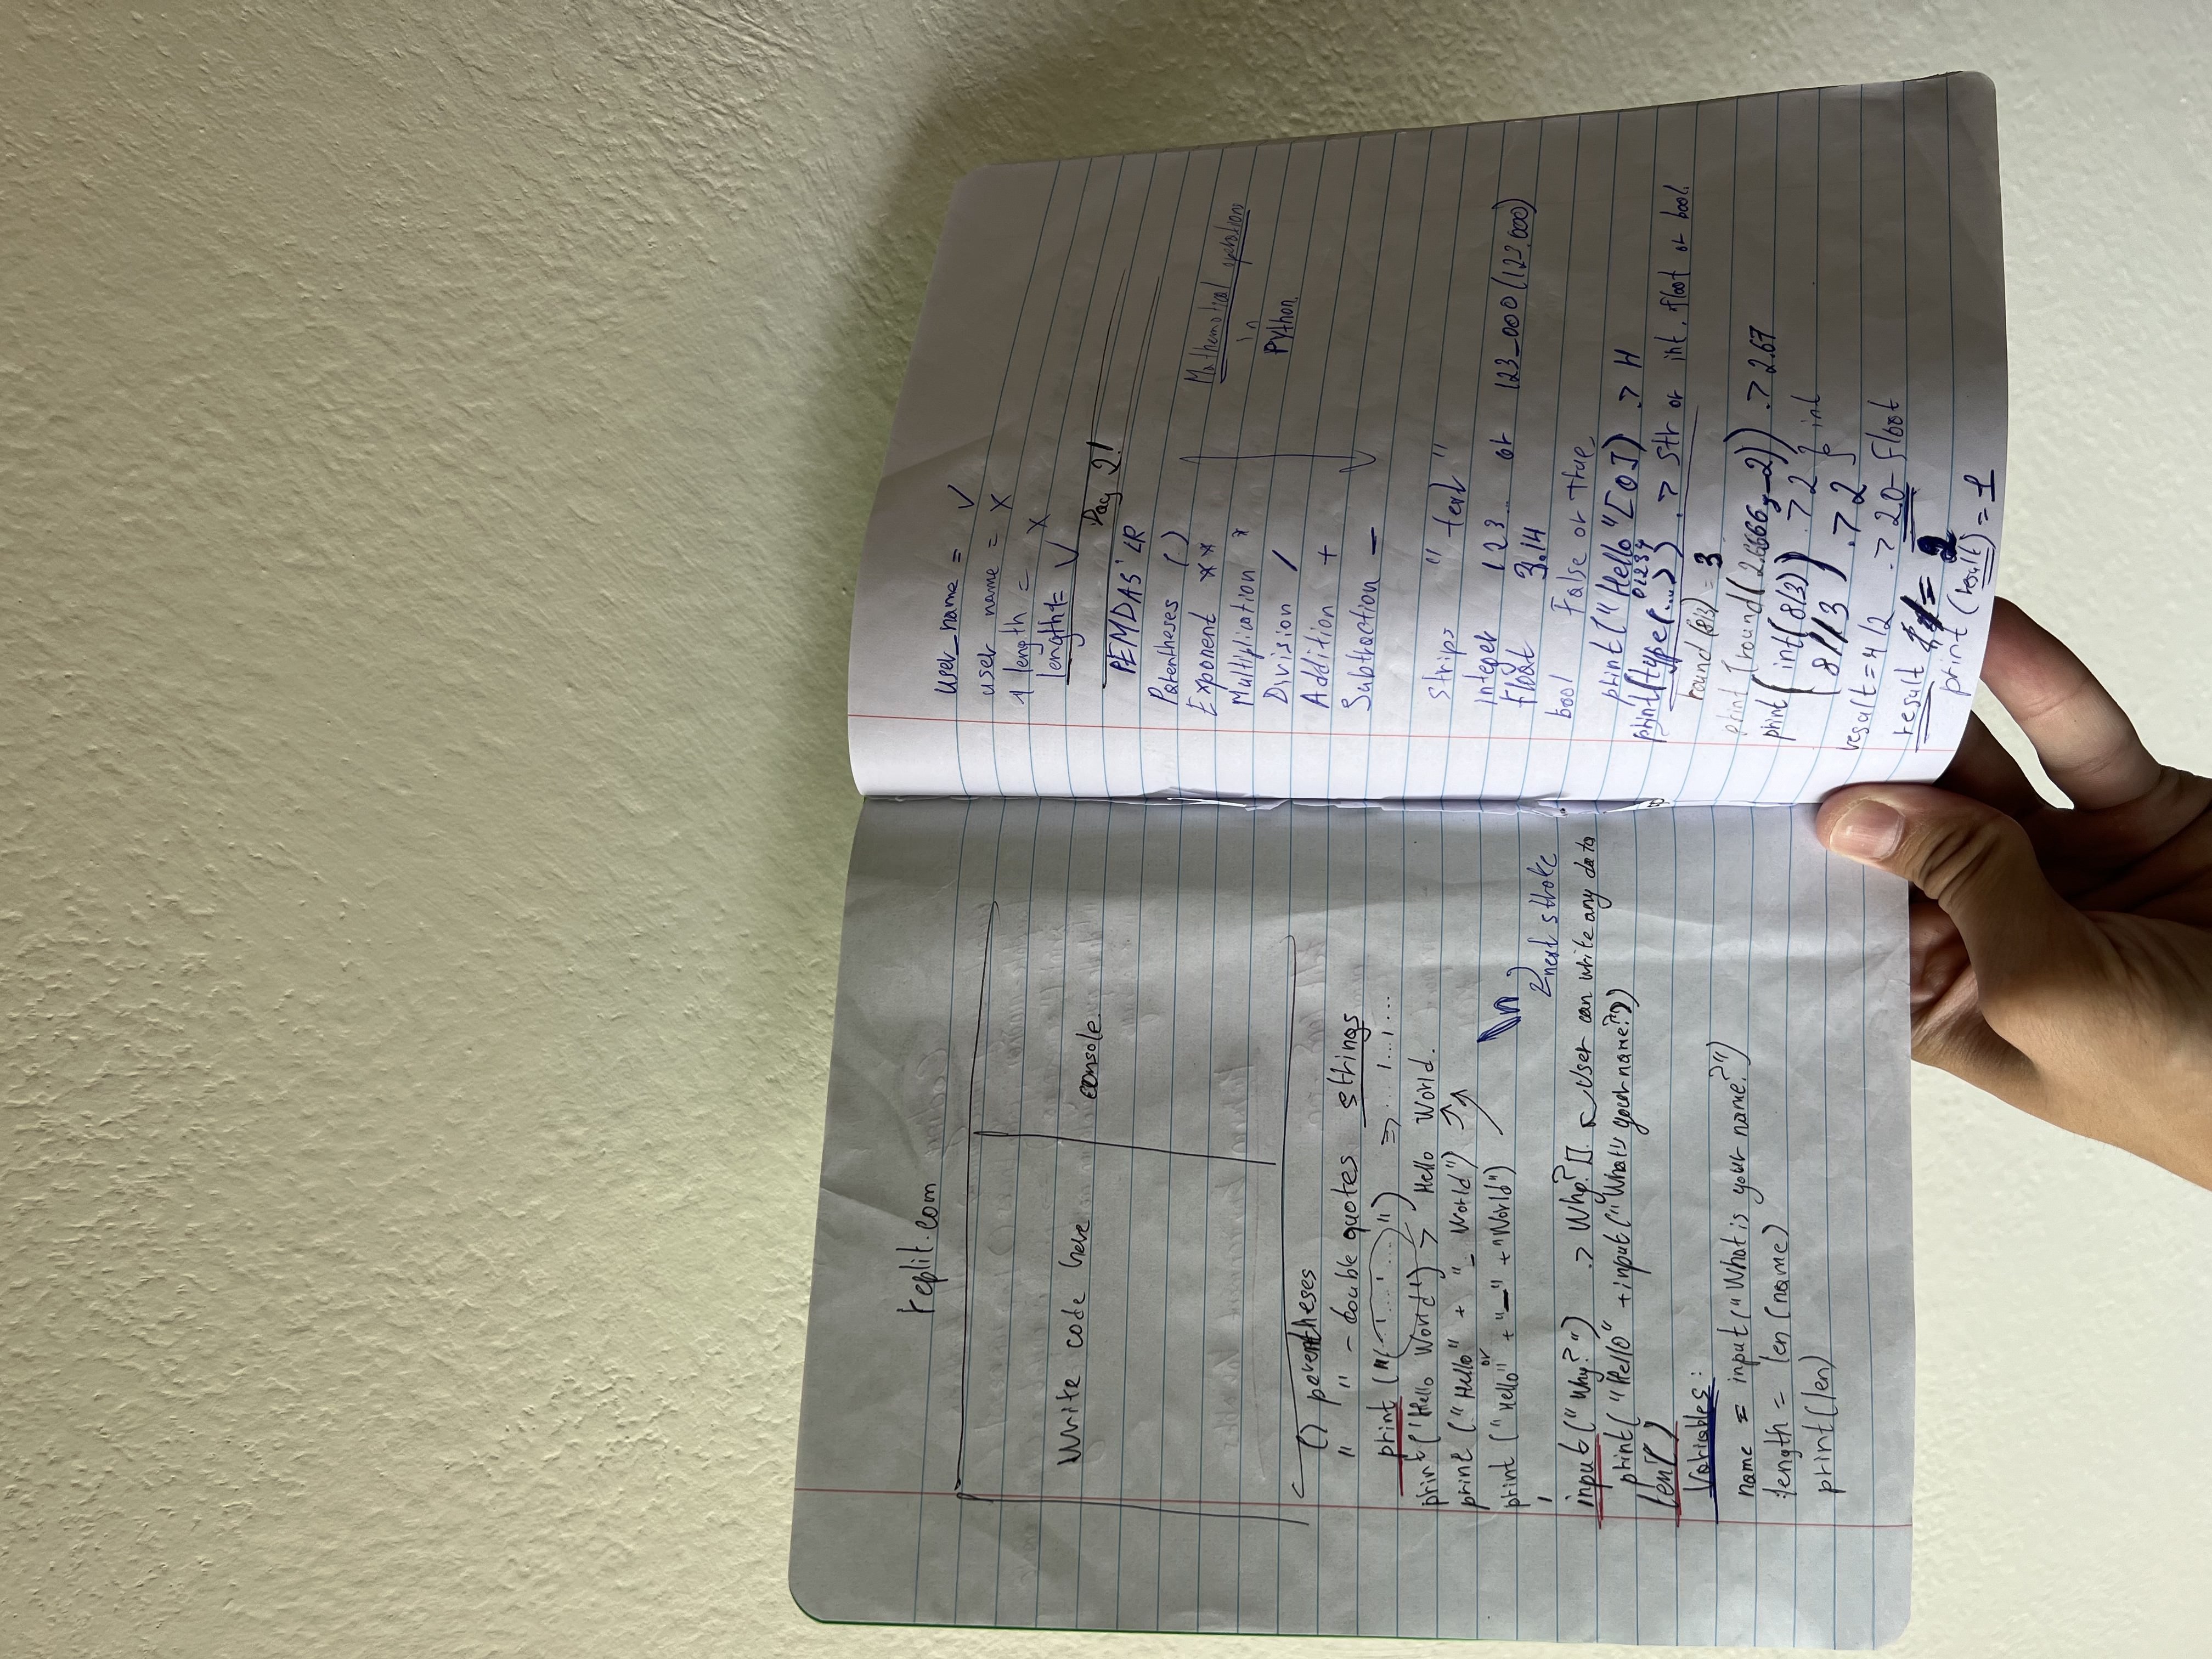 replit.com
Write code here
console.
() perentheses
" " - double quotes strings
print ("...1...1...") => ...1...1...
print('Hello World') > Hello World.
print ("Hello" + "_ World")
or
print ("Hello" + "_" + "World")
\n
next stroke
input ("Why?") -> Why? []. User can write any data
print("Hello" + input("What's your name?"))
len()
Variables:
name = input("What is your name?")
length = len (name)
print(len)
user_name = ✓
user name = X
1 length = X
length1= ✓
Day 2!
PEMDAS LR
Parentheses ( )
Exponent **
Multiplication *
Division /
Addition +
Subtraction -
Mathematical operations
in
Python.
"text"
integer 123.. or 123_000 (123,000)
float 3.14
bool False or true,
print("Hello"[0]) -> H
01234
print(type(...)) -> str or int, float or bool.
round (8/3) = 3
print (round(2.6666, 2)) -> 2.67
print (int(8/3)) -> 2 } int
8//3 ) -> 2
result = 4/2 -> 2.0 - Float
result /= 2
print (result) = 1